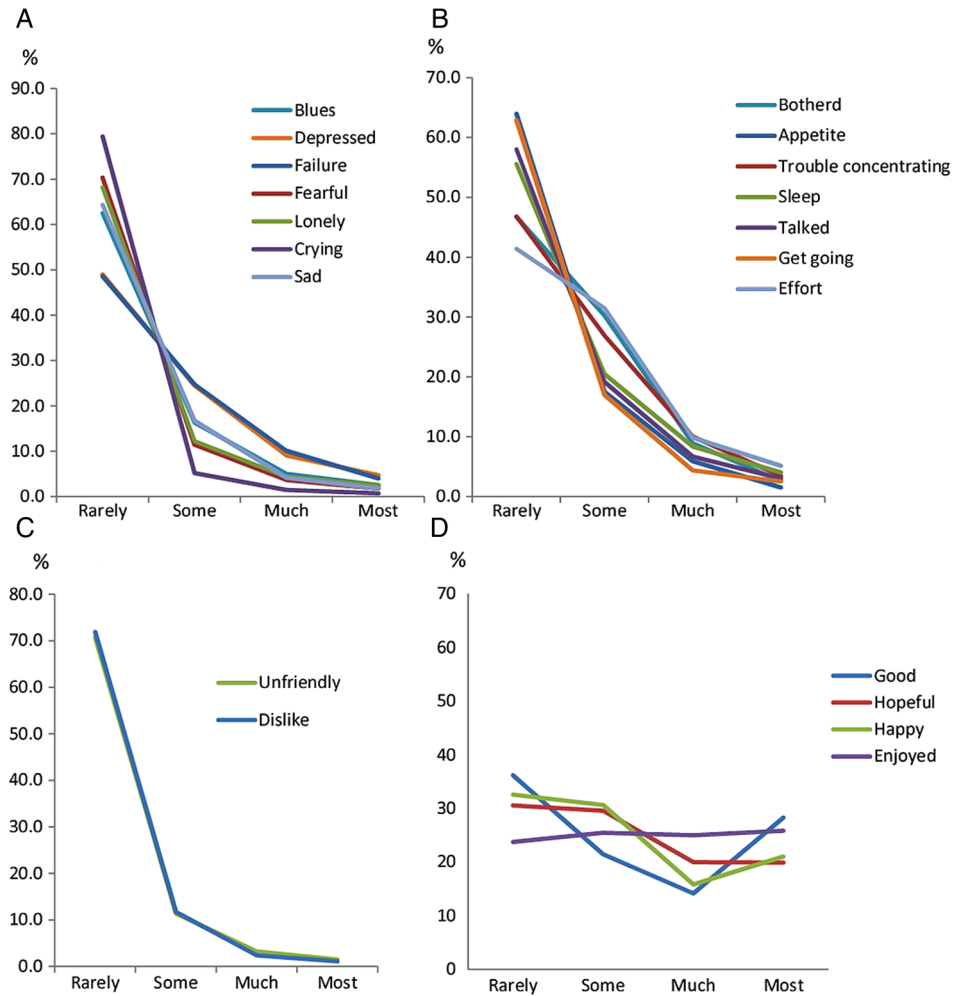 A
%
90.0
80.0
70.0
60.0
50.0
40.0
30.0
20.0
10.0
0.0
Rarely Some Much Most
Blues
Depressed
Failure
Fearful
Lonely
Crying
Sad
B
%
70.0
60.0
50.0
40.0
30.0
20.0
10.0
0.0
Rarely Some Much Most
Botherd
Appetite
Trouble concentrating
Sleep
Talked
Get going
Effort
C
%
80.0
70.0
60.0
50.0
40.0
30.0
20.0
10.0
0.0
Rarely Some Much Most
Unfriendly
Dislike
D
%
70
60
50
40
30
20
10
0
Rarely Some Much Most
Good
Hopeful
Happy
Enjoyed